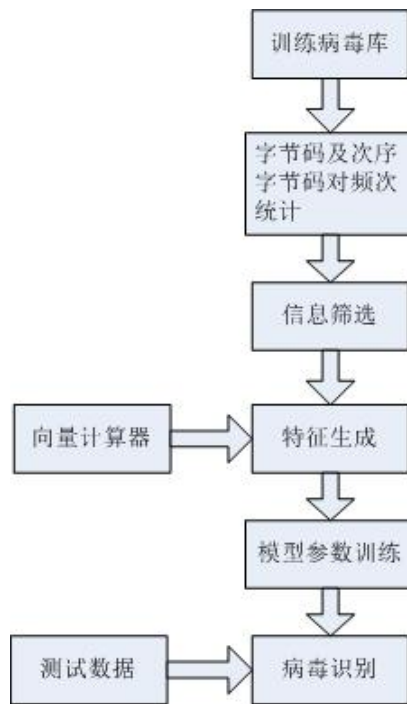 训练病毒库
字节码及次序
字节码对频次
统计
信息筛选
向量计算器
特征生成
模型参数训练
测试数据
病毒识别